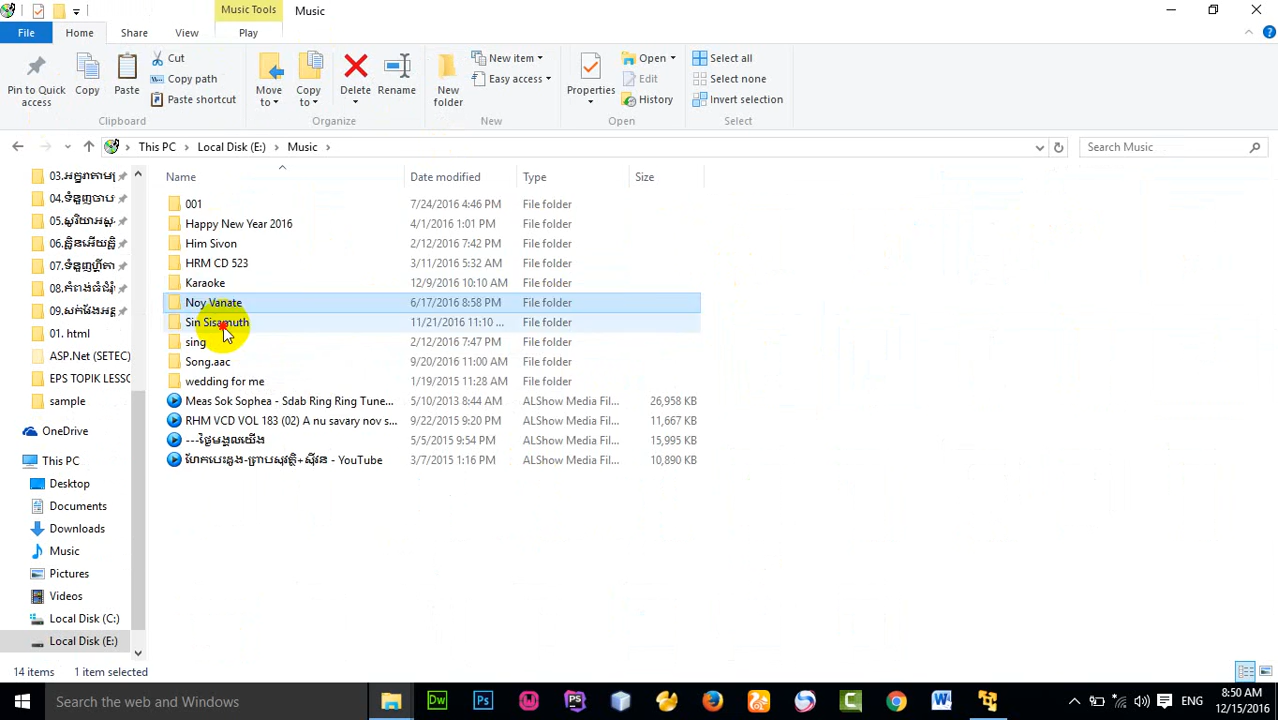 Music Tools
Music
File
Home
Share
View
Play
Pin to Quick access
Copy
Paste
Cut
Copy path
Paste shortcut
Clipboard
Move to
Copy to
Delete
Rename
Organize
New folder
New item
Easy access
New
Properties
Open
Edit
History
Open
Select all
Select none
Invert selection
Select
This PC
Local Disk (E:)
Music
Search Music
Name
Date modified
Type
Size
001 7/24/2016 4:46 PM File folder
Happy New Year 2016 4/1/2016 1:01 PM File folder
Him Sivon 2/12/2016 7:42 PM File folder
HRM CD 523 3/11/2016 5:32 AM File folder
Karaoke 12/9/2016 10:10 AM File folder
Noy Vanate 6/17/2016 8:58 PM File folder
Sin Sisamuth 11/21/2016 11:10 ... File folder
sing 2/12/2016 7:47 PM File folder
Song.aac 9/20/2016 11:00 AM File folder
wedding for me 1/19/2015 11:28 AM File folder
Meas Sok Sophea - Sdab Ring Ring Tune... 5/10/2013 8:44 AM ALShow Media Fil... 26,958 KB
RHM VCD VOL 183 (02) A nu savary nov s... 9/22/2015 9:20 PM ALShow Media Fil... 11,667 KB
---ថ្ងៃមង្គលយើង 5/5/2015 9:54 PM ALShow Media Fil... 15,995 KB
- YouTube 3/7/2015 1:16 PM ALShow Media Fil... 10,890 KB
01. html
ASP.Net (SETEC)
EPS TOPIK LESSO
sample
OneDrive
This PC
Desktop
Documents
Downloads
Music
Pictures
Videos
Local Disk (C:)
Local Disk (E:)
14 items
1 item selected
Search the web and Windows
Dw
Ps
ENG
8:50 AM
12/15/2016